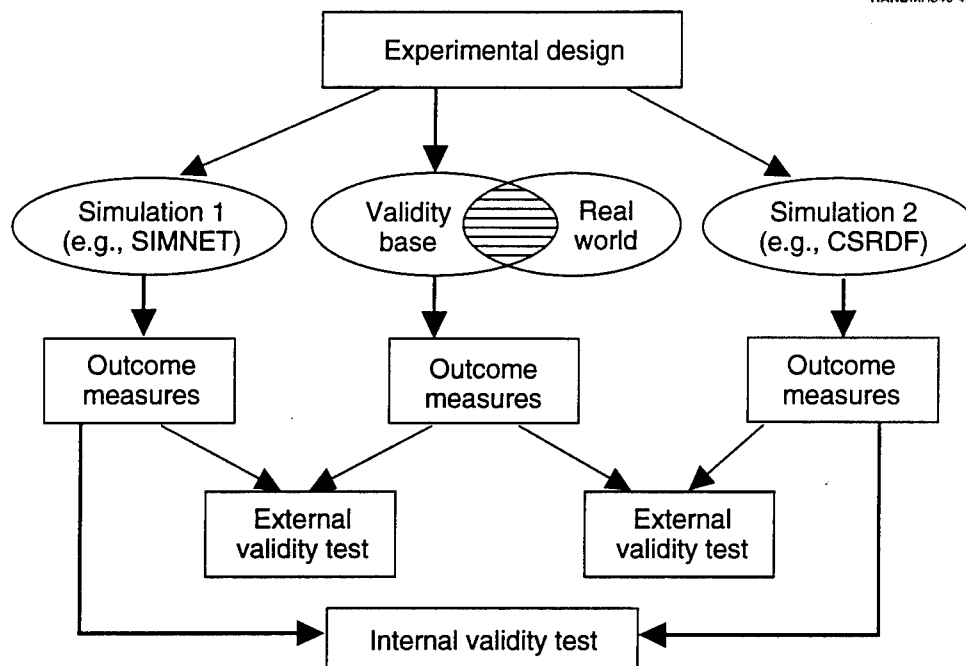 Experimental design
Simulation 1
(e.g., SIMNET)
Validity
base
Real
world
Simulation 2
(e.g., CSRDF)
Outcome
measures
Outcome
measures
Outcome
measures
External
validity test
External
validity test
Internal validity test